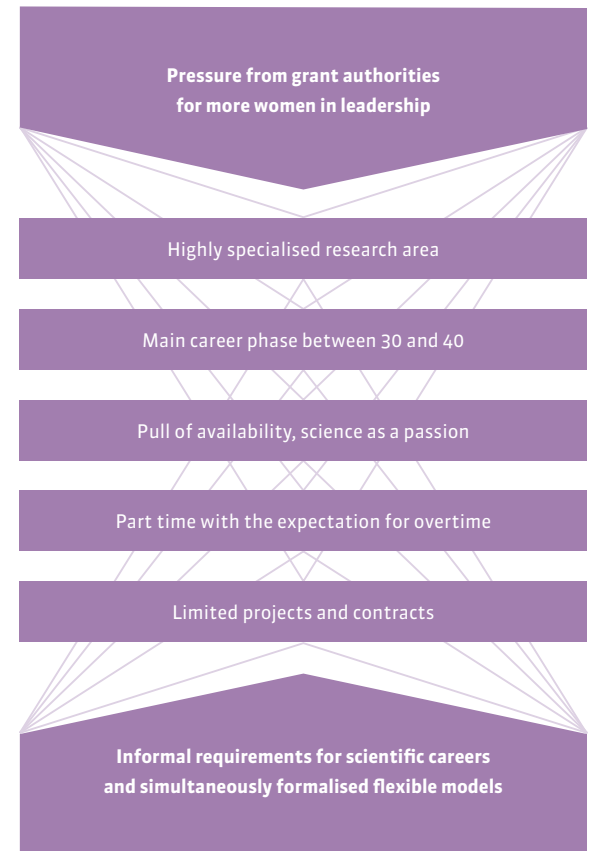 Pressure from grant authorities
for more women in leadership
Highly specialised research area
Main career phase between 30 and 40
Pull of availability, science as a passion
Part time with the expectation for overtime
Limited projects and contracts
Informal requirements for scientific careers
and simultaneously formalised flexible models